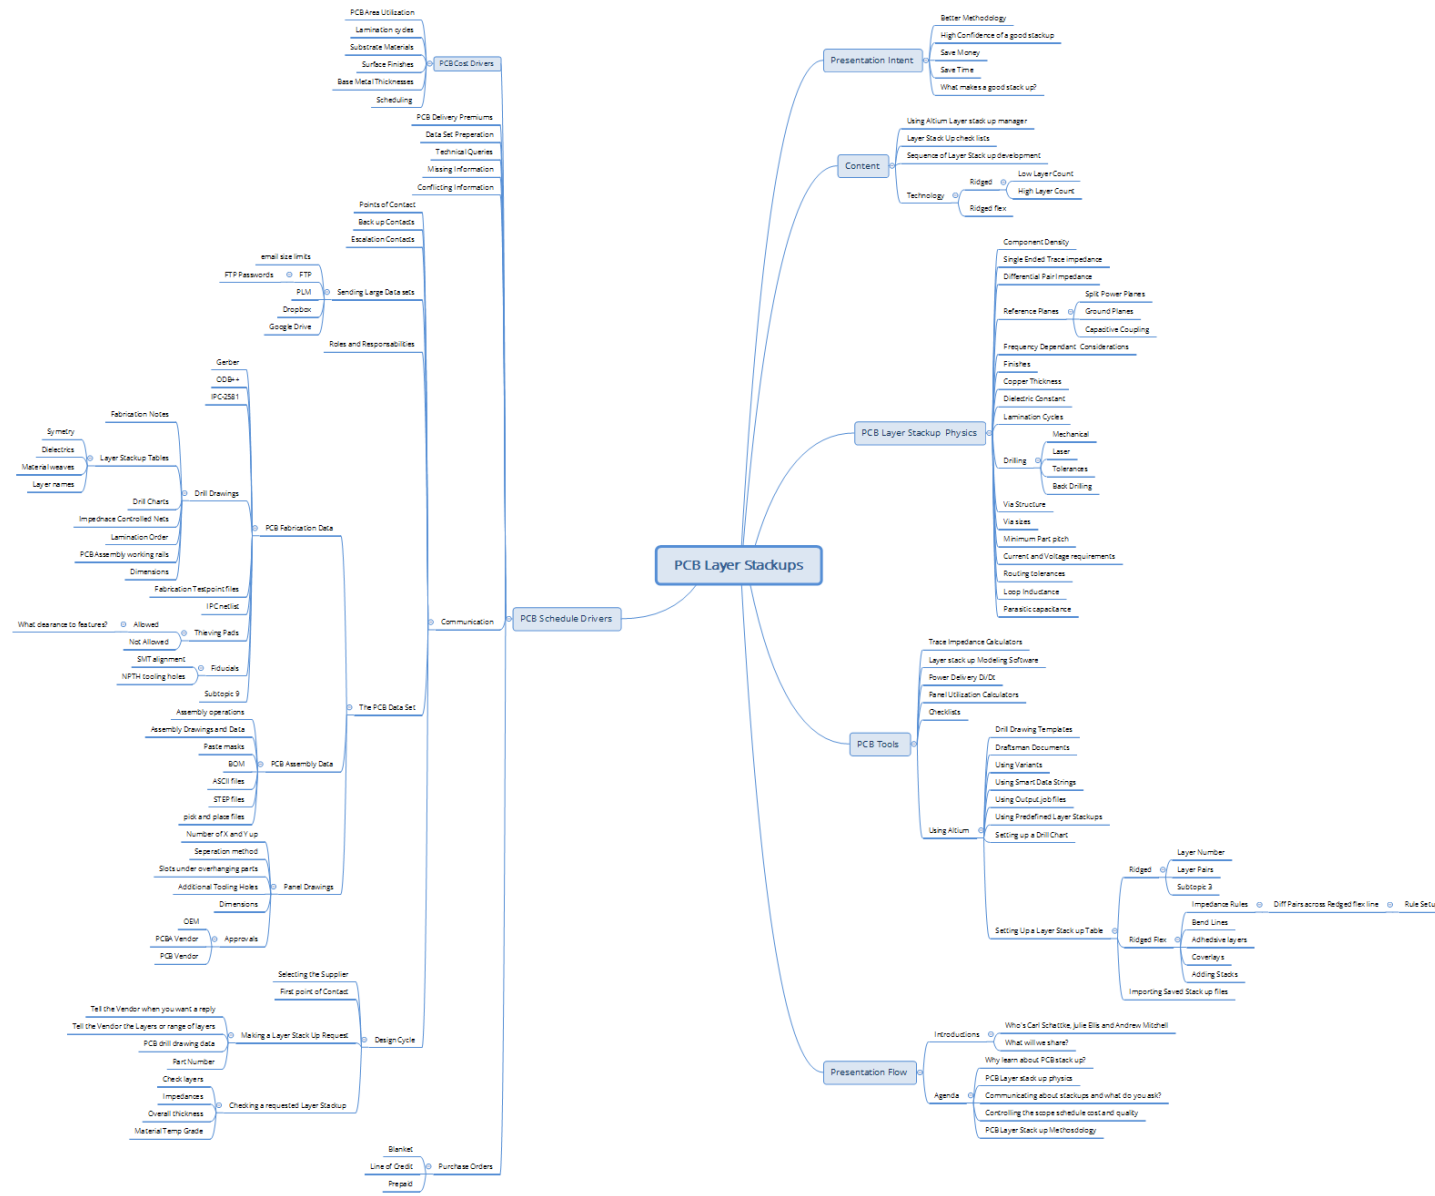 PCB Layer Stackups
Presentation Intent
Better Methodology
High Confidence of a good stackup
Save Money
Save Time
What makes a good stack up?
Content
Using Altium Layer stack up manager
Layer Stack Up check lists
Sequence of Layer Stack up development
Technology
Ridged
Low Layer Count
High Layer Count
Ridged flex
PCB Layer Stackup Physics
Component Density
Single Ended Trace impedance
Differential Pair Impedance
Reference Planes
Split Power Planes
Ground Planes
Capacitive Coupling
Frequency Dependant Considerations
Finishes
Copper Thickness
Dielectric Constant
Lamination Cycles
Drilling
Mechanical
Laser
Tolerances
Back Drilling
Via Structure
Via sizes
Minimum Part pitch
Current and Voltage requirements
Routing tolerances
Loop Inductance
Parasitic capacitance
PCB Tools
Trace Impedance Calculators
Layer stack up Modeling Software
Power Delivery Di/Dt
Panel Utilization Calculators
Checklists
Using Altium
Drill Drawing Templates
Draftsman Documents
Using Variants
Using Smart Data Strings
Using Output job files
Using Predefined Layer Stackups
Setting up a Drill Chart
Setting Up a Layer Stack up Table
Ridged
Layer Number
Layer Pairs
Subtopic 3
Ridged Flex
Impedance Rules
Diff Pairs across Redged flex line
Rule Setu
Bend Lines
Adhedsive layers
Coverlays
Adding Stacks
Importing Saved Stack up files
Presentation Flow
Introductions
Who's Carl Schattke, Julie Ellis and Andrew Mitchell
What will we share?
Agenda
Why learn about PCB stack up?
PCB Layer stack up physics
Communicating about stackups and what do you ask?
Controlling the scope schedule cost and quality
PCB Layer Stack up Methosdology
PCB Schedule Drivers
PCB Cost Drivers
PCB Area Utilization
Lamination cycles
Substrate Materials
Surface Finishes
Base Metal Thicknesses
Scheduling
PCB Delivery Premiums
Data Set Preperation
Technical Queries
Missing Information
Conflicting Information
Communication
Points of Contact
Back up Contacts
Escalation Contacts
Sending Large Data sets
email size limits
FTP
FTP Passwords
PLM
Dropbox
Google Drive
Roles and Responsabilities
The PCB Data Set
PCB Fabrication Data
Gerber
ODB++
IPC-2581
Drill Drawings
Fabrication Notes
Layer Stackup Tables
Symetry
Dielectrics
Material weaves
Layer names
Drill Charts
Impednace Controlled Nets
Lamination Order
PCB Assembly working rails
Dimensions
Fabrication Testpoint files
IPC netlist
Thieving Pads
Allowed
What clearance to features?
Not Allowed
Fiducials
SMT alignment
NPTH tooling holes
Subtopic 9
PCB Assembly Data
Assembly operations
Assembly Drawings and Data
Paste masks
BOM
ASCII files
STEP files
pick and place files
Panel Drawings
Number of X and Y up
Seperation method
Slots under overhanging parts
Additional Tooling Holes
Dimensions
Approvals
OEM
PCBA Vendor
PCB Vendor
Design Cycle
Selecting the Supplier
First point of Contact
Making a Layer Stack Up Request
Tell the Vendor when you want a reply
Tell the Vendor the Layers or range of layers
PCB drill drawing data
Part Number
Checking a requested Layer Stackup
Check layers
Impedances
Overall thickness
Material Temp Grade
Purchase Orders
Blanket
Line of Credit
Prepaid